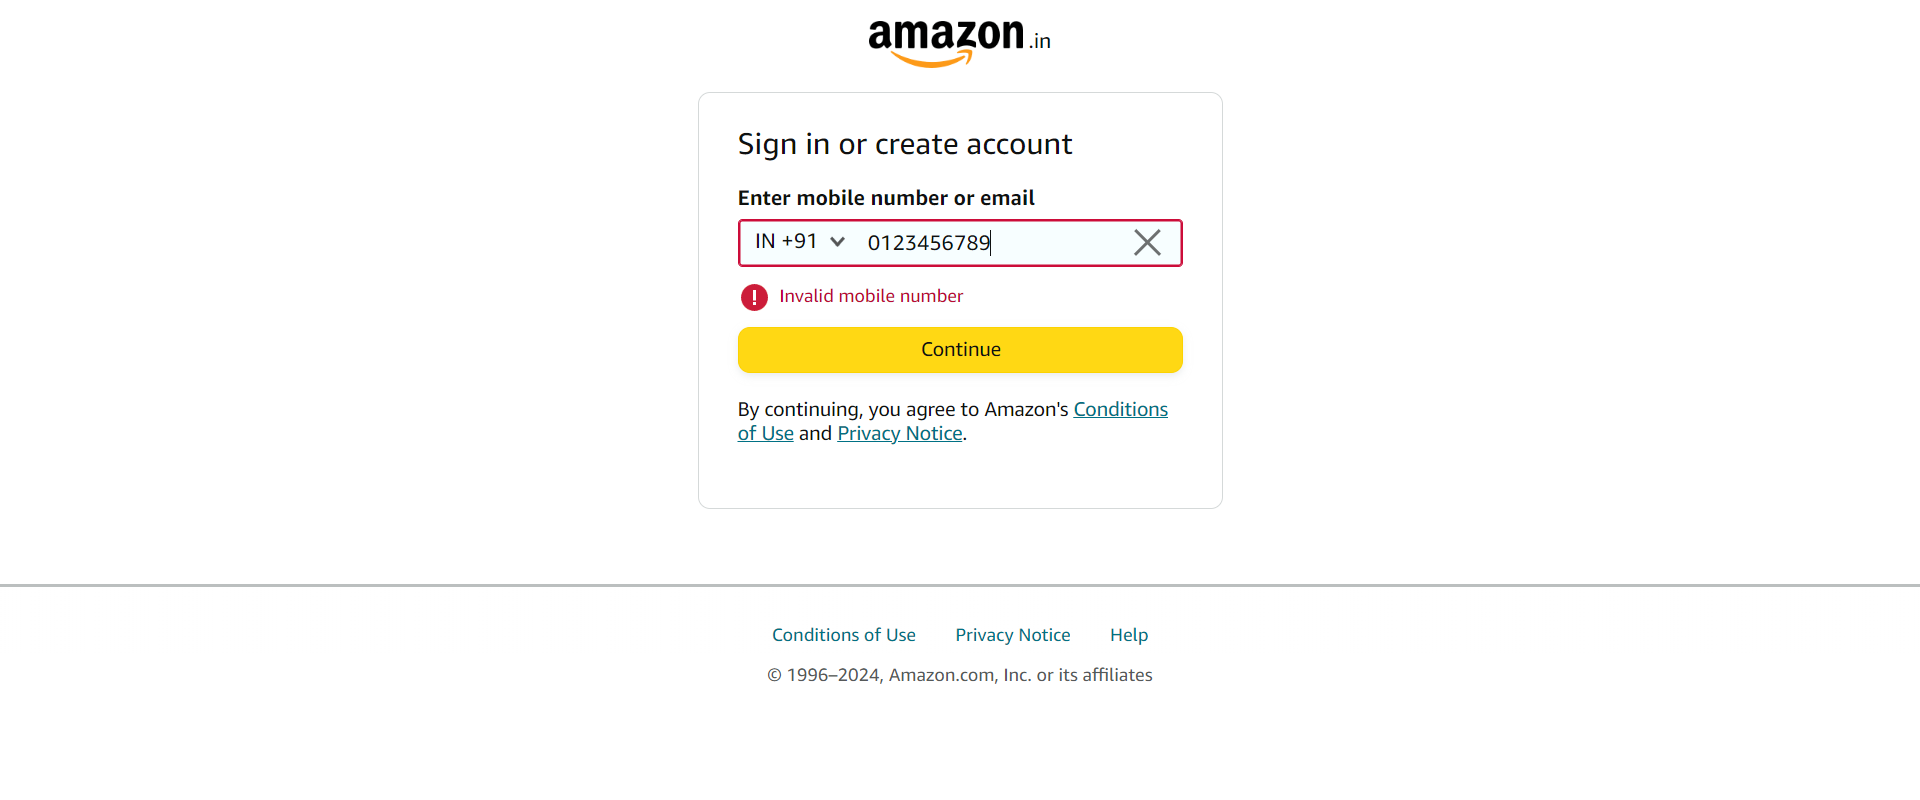 amazon.in
Sign in or create account
Enter mobile number or email
IN +91 0123456789
! Invalid mobile number
Continue
By continuing, you agree to Amazon's Conditions
of Use and Privacy Notice.
Conditions of Use Privacy Notice Help
© 1996–2024, Amazon.com, Inc. or its affiliates